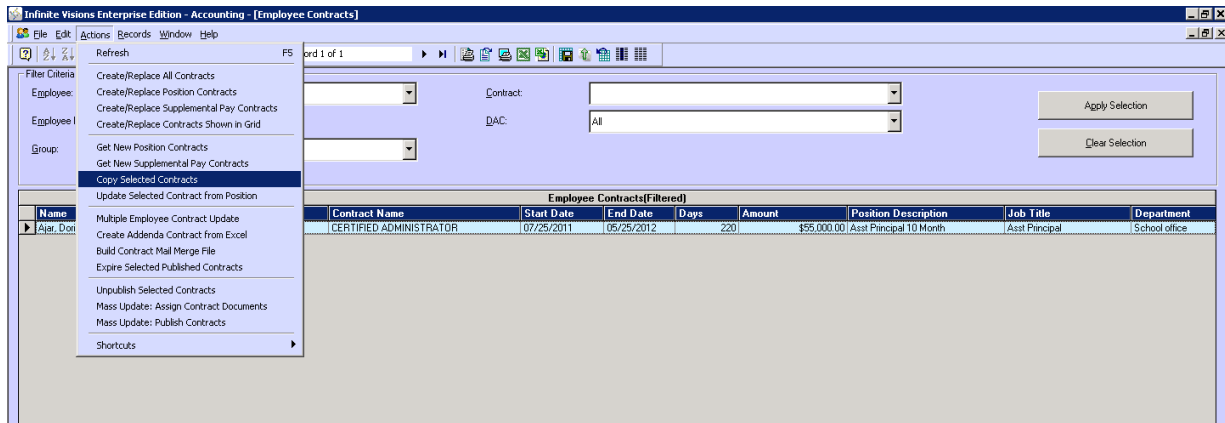 Infinite Visions Enterprise Edition - Accounting - [Employee Contracts]
File Edit Actions Records Window Help
Refresh F5
ord 1 of 1
Create/Replace All Contracts
Create/Replace Position Contracts
Create/Replace Supplemental Pay Contracts
Create/Replace Contracts Shown in Grid
Get New Position Contracts
Get New Supplemental Pay Contracts
Copy Selected Contracts
Update Selected Contract from Position
Multiple Employee Contract Update
Create Addenda Contract from Excel
Build Contract Mail Merge File
Expire Selected Published Contracts
Unpublish Selected Contracts
Mass Update: Assign Contract Documents
Mass Update: Publish Contracts
Shortcuts
Filter Criteria
Employee:
Employee I
Group:
Contract:
DAC: All
Apply Selection
Clear Selection
Employee Contracts(Filtered)
Name Contract Name Start Date End Date Days Amount Position Description Job Title Department
Ajar, Dori CERTIFIED ADMINISTRATOR 07/25/2011 05/25/2012 220 $55,000.00 Asst Principal 10 Month Asst Principal School office